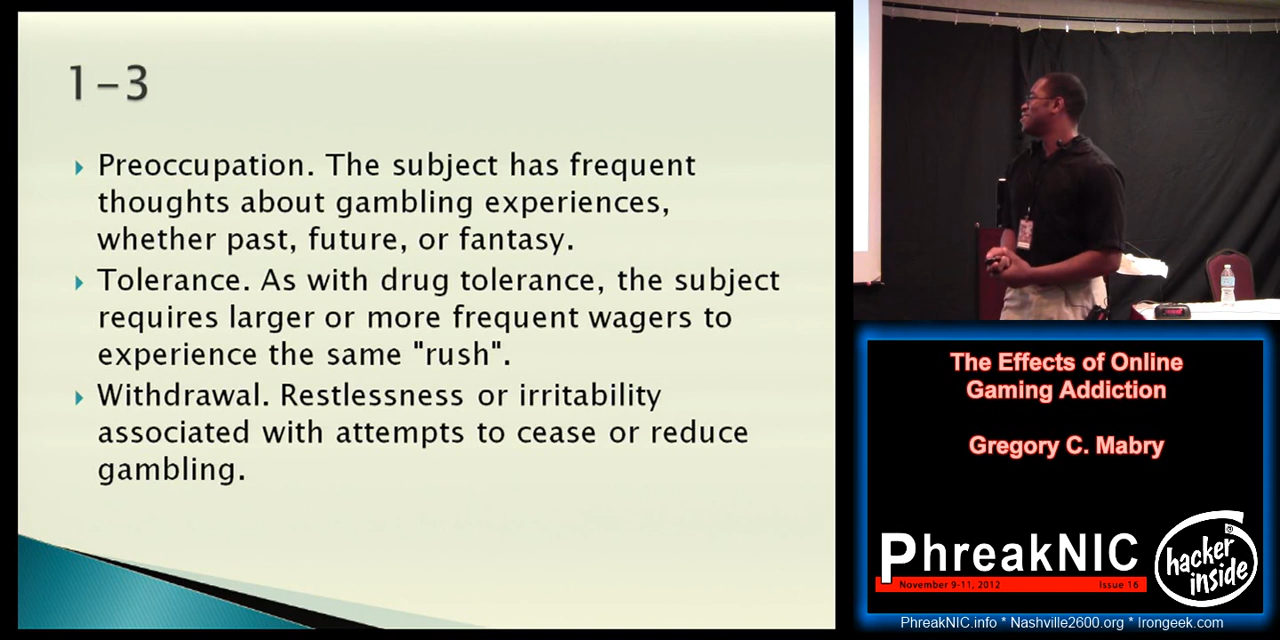 1-3
Preoccupation. The subject has frequent
thoughts about gambling experiences,
whether past, future, or fantasy.
Tolerance. As with drug tolerance, the subject
requires larger or more frequent wagers to
experience the same "rush".
Withdrawal. Restlessness or irritability
associated with attempts to cease or reduce
gambling.
The Effects of Online
Gaming Addiction
Gregory C. Mabry
PhreakNIC
November 9-11, 2012 Issue 16
hacker
inside
PhreakNIC.info * Nashville2600.org * Irongeek.com